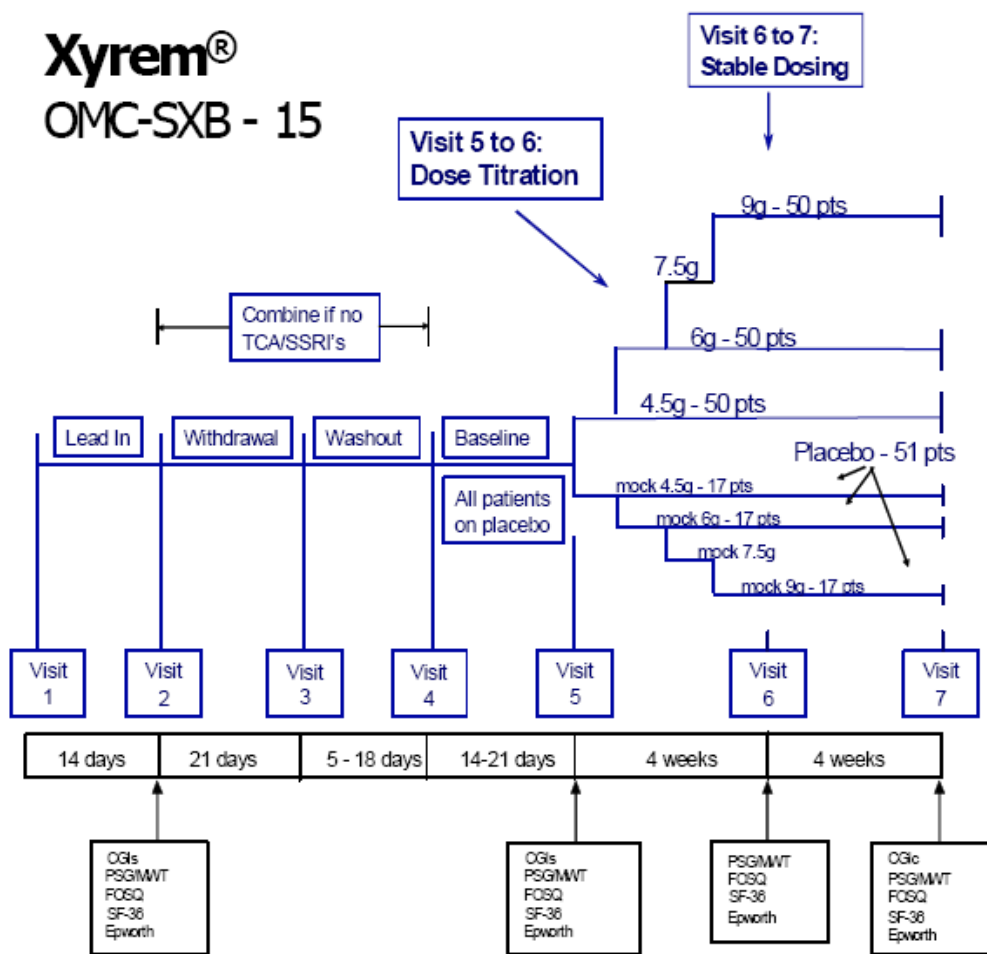 Xyrem®
OMC-SXB - 15
Visit 6 to 7:
Stable Dosing
Visit 5 to 6:
Dose Titration
9g - 50 pts
7.5g
Combine if no
TCA/SSRI's
6g - 50 pts
4.5g - 50 pts
Lead In
Withdrawal
Washout
Baseline
Placebo - 51 pts
All patients
on placebo
mock 4.5g - 17 pts
mock 6g - 17 pts
mock 7.5g
mock 9g - 17 pts
Visit
1
Visit
2
Visit
3
Visit
4
Visit
5
Visit
6
Visit
7
14 days
21 days
5 - 18 days
14-21 days
4 weeks
4 weeks
CGIs
PSG/MWT
FOSQ
SF-36
Epworth
CGIs
PSG/MWT
FOSQ
SF-36
Epworth
PSG/MWT
FOSQ
SF-36
Epworth
CGIc
PSG/MWT
FOSQ
SF-36
Epworth